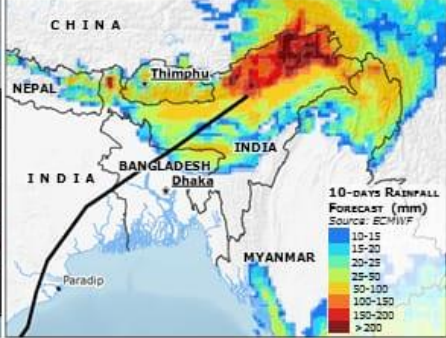 CHINA
Thimphu
NEPAL
INDIA
BANGLADESH
INDIA
Dhaka
10-DAYS RAINFALL
FORECAST (mm)
Source: ECMWF
10-15
15-20
20-25
25-50
50-100
100-150
150-200
>200
MYANMAR
Paradip